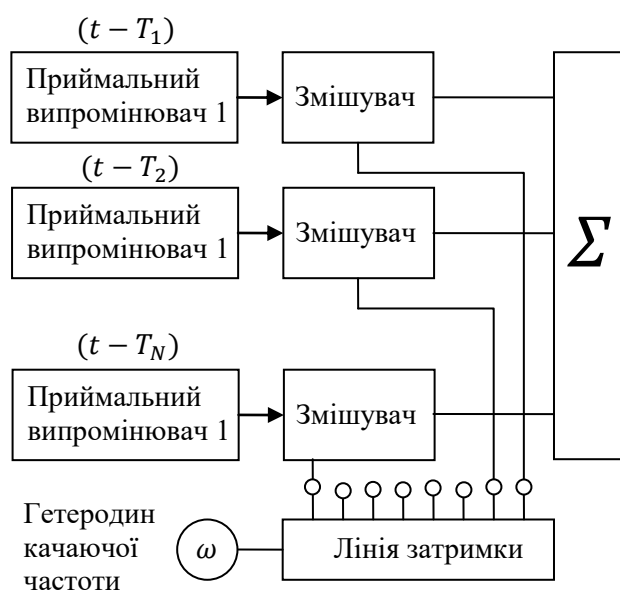 (t − T₁)
Приймальний
випромінювач 1
Змішувач
(t − T₂)
Приймальний
випромінювач 1
Змішувач
Σ
(t − T_N)
Приймальний
випромінювач 1
Змішувач
Гетеродин
качаючої
частоти
ω
Лінія затримки